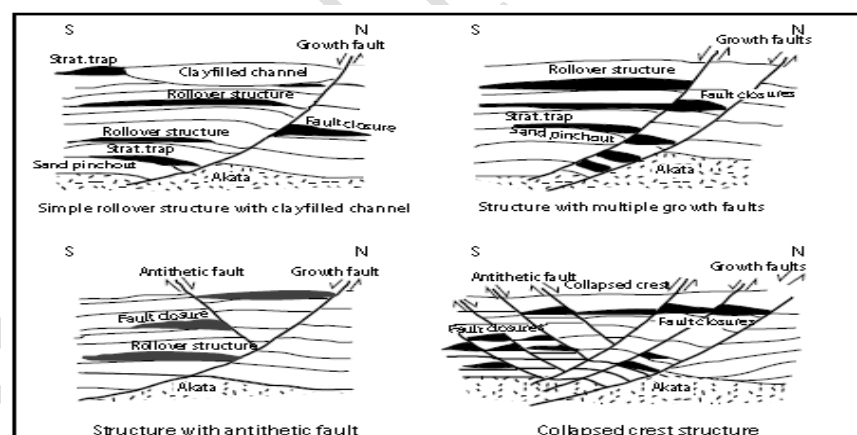 S N
Growth fault
Strat.trap
Clayfilled channel
Rollover structure
Fault closure
Rollover structure
Strat.trap
Sand pinchout
Akata
Simple rollover structure with clayfilled channel
S N
Growth faults
Rollover structure
Fault closures
Strat.trap
Sand pinchout
Akata
Structure with multiple growth faults
S N
Antithetic fault Growth fault
Fault closure
Rollover structure
Akata
Structure with antithetic fault
S N
Growth faults
Antithetic fault
Collapsed crest
Fault closures
Fault closures
Akata
Collapsed crest structure